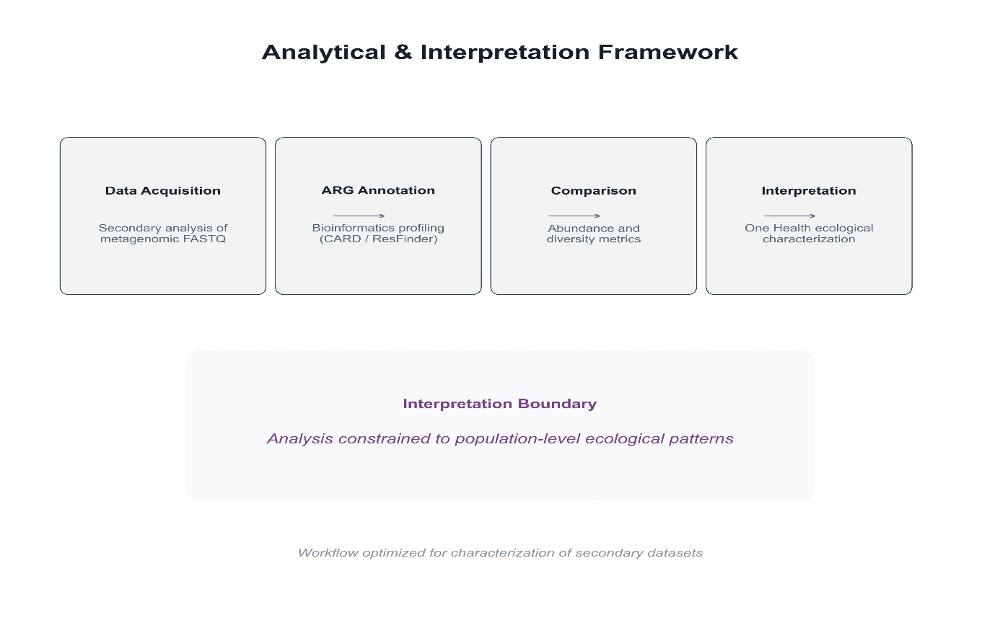 Analytical & Interpretation Framework
Data Acquisition
Secondary analysis of
metagenomic FASTQ
ARG Annotation
Bioinformatics profiling
(CARD / ResFinder)
Comparison
Abundance and
diversity metrics
Interpretation
One Health ecological
characterization
Interpretation Boundary
Analysis constrained to population-level ecological patterns
Workflow optimized for characterization of secondary datasets